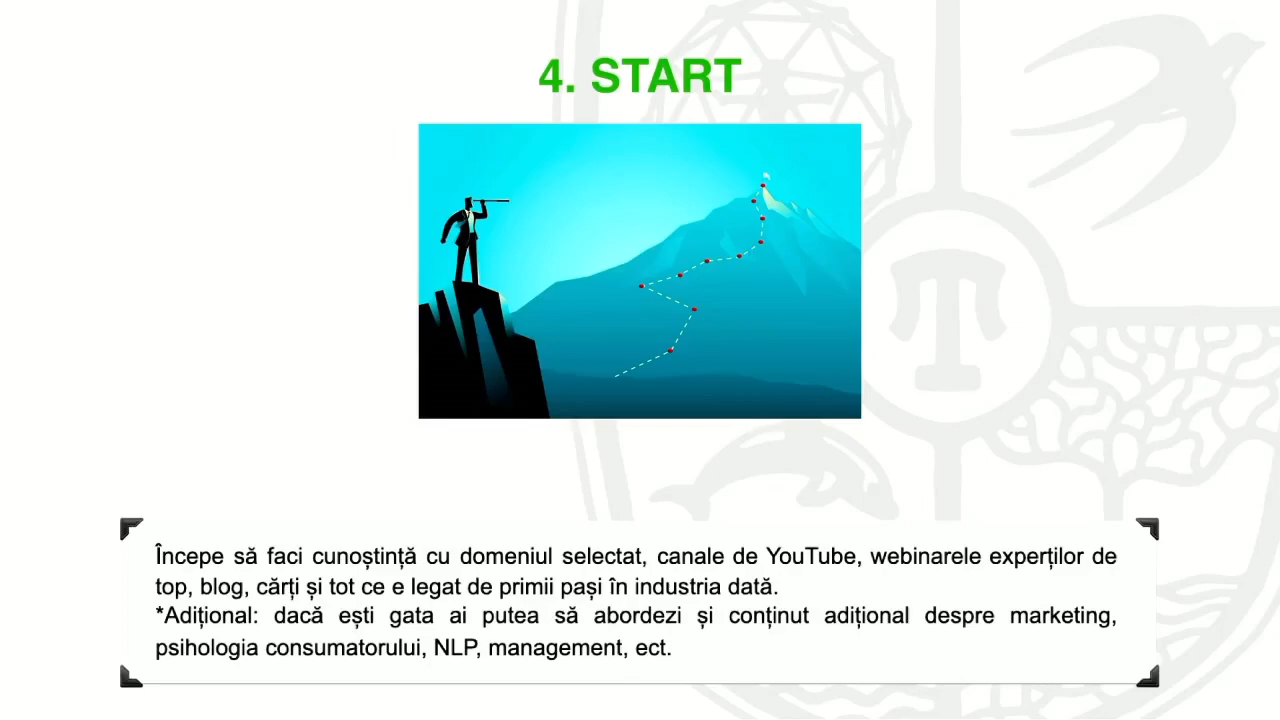 4. START
Începe să faci cunoștință cu domeniul selectat, canale de YouTube, webinarele experților de
top, blog, cărți și tot ce e legat de primii pași în industria dată.
*Adițional: dacă ești gata ai putea să abordezi și conținut adițional despre marketing,
psihologia consumatorului, NLP, management, ect.